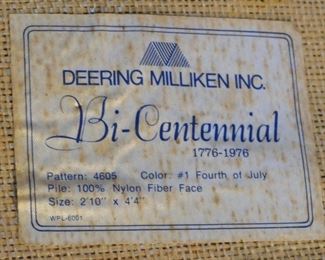 DEERING MILLIKEN INC.
Bi-Centennial
1776-1976
Pattern: 4605 Color: #1 Fourth of July
Pile: 100% Nylon Fiber Face
Size: 2'10" x 4'4"
WPL-6001